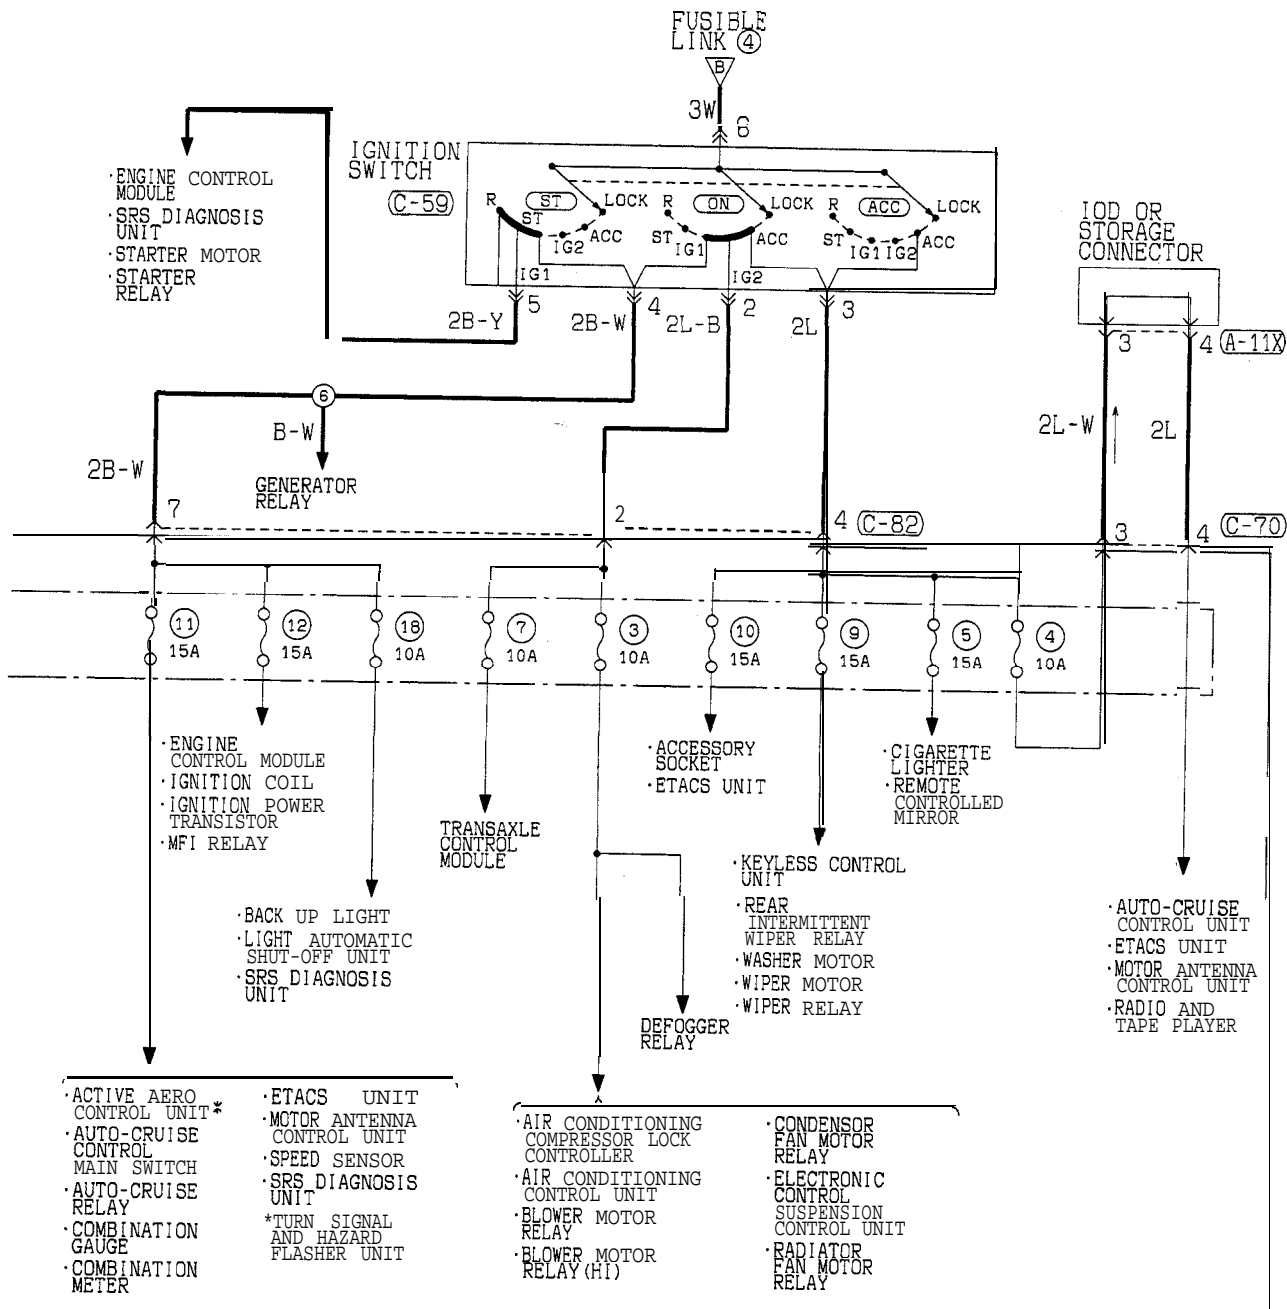 FUSIBLE
LINK ④
B
3W
6
IGNITION
SWITCH
C-59
R
ST
LOCK
ST
IG2
ACC
IG1
R
ON
LOCK
ST
IG1
ACC
IG2
R
ACC
LOCK
ST
IG1
IG2
ACC
·ENGINE CONTROL
MODULE
·SRS DIAGNOSIS
UNIT
·STARTER MOTOR
·STARTER
RELAY
IOD OR
STORAGE
CONNECTOR
5
4
2
3
2B-Y
2B-W
2L-B
2L
3
4
A-11X
6
B-W
GENERATOR
RELAY
2B-W
2L-W
2L
7
2
4
C-82
3
4
C-70
11
15A
12
15A
18
10A
7
10A
3
10A
10
15A
9
15A
5
15A
4
10A
·ENGINE
CONTROL MODULE
·IGNITION COIL
·IGNITION POWER
TRANSISTOR
·MFI RELAY
TRANSAXLE
CONTROL
MODULE
·ACCESSORY
SOCKET
·ETACS UNIT
·CIGARETTE
LIGHTER
·REMOTE
CONTROLLED
MIRROR
·BACK UP LIGHT
·LIGHT AUTOMATIC
SHUT-OFF UNIT
·SRS DIAGNOSIS
UNIT
·KEYLESS CONTROL
UNIT
·REAR
INTERMITTENT
WIPER RELAY
·WASHER MOTOR
·WIPER MOTOR
·WIPER RELAY
·AUTO-CRUISE
CONTROL UNIT
·ETACS UNIT
·MOTOR ANTENNA
CONTROL UNIT
·RADIO AND
TAPE PLAYER
DEFOGGER
RELAY
·ACTIVE AERO
CONTROL UNIT*
·AUTO-CRUISE
CONTROL
MAIN SWITCH
·AUTO-CRUISE
RELAY
·COMBINATION
GAUGE
·COMBINATION
METER
·ETACS UNIT
·MOTOR ANTENNA
CONTROL UNIT
·SPEED SENSOR
·SRS DIAGNOSIS
UNIT
*TURN SIGNAL
AND HAZARD
FLASHER UNIT
·AIR CONDITIONING
COMPRESSOR LOCK
CONTROLLER
·AIR CONDITIONING
CONTROL UNIT
·BLOWER MOTOR
RELAY
·BLOWER MOTOR
RELAY(HI)
·CONDENSOR
FAN MOTOR
RELAY
·ELECTRONIC
CONTROL
SUSPENSION
CONTROL UNIT
·RADIATOR
FAN MOTOR
RELAY